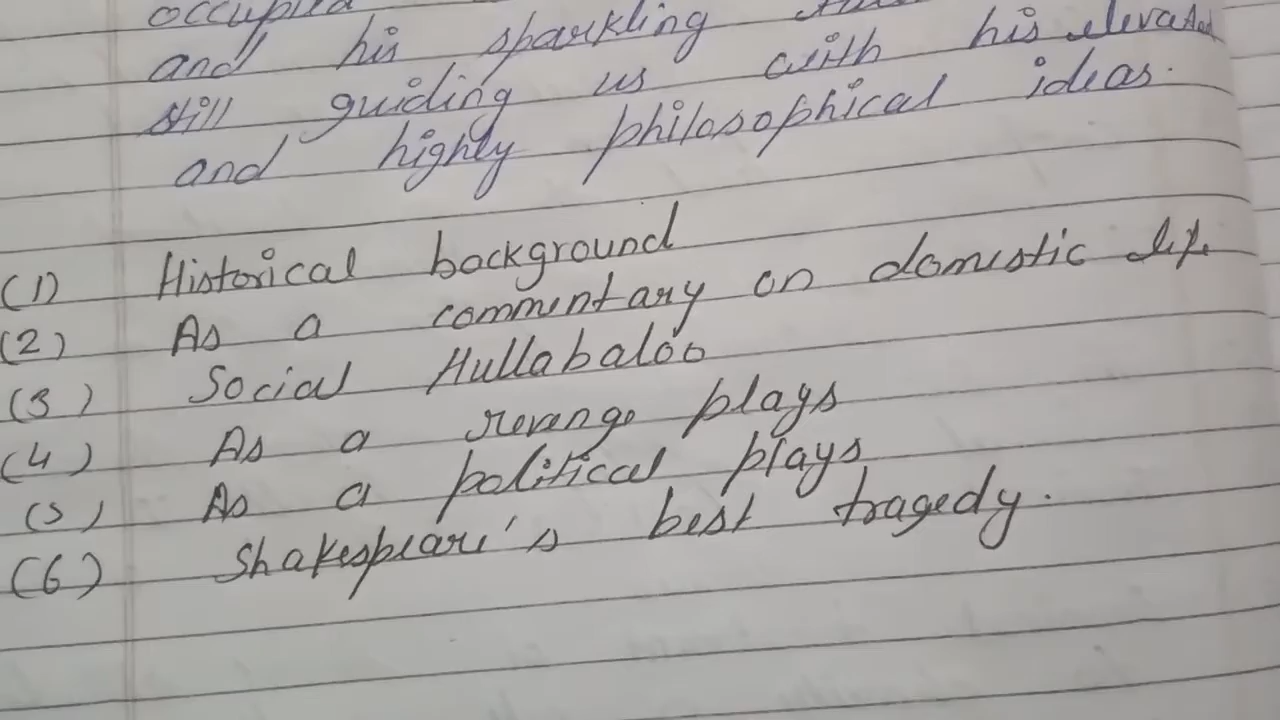 occupied
and his sparkling
still guiding us with his elevated
and highly philosophical ideas.
(1) Historical background
(2) As a commentary on domestic life
(3) Social Hullabaloo
(4) As a revenge plays
(5) As a political plays
(6) Shakespeare's best tragedy.